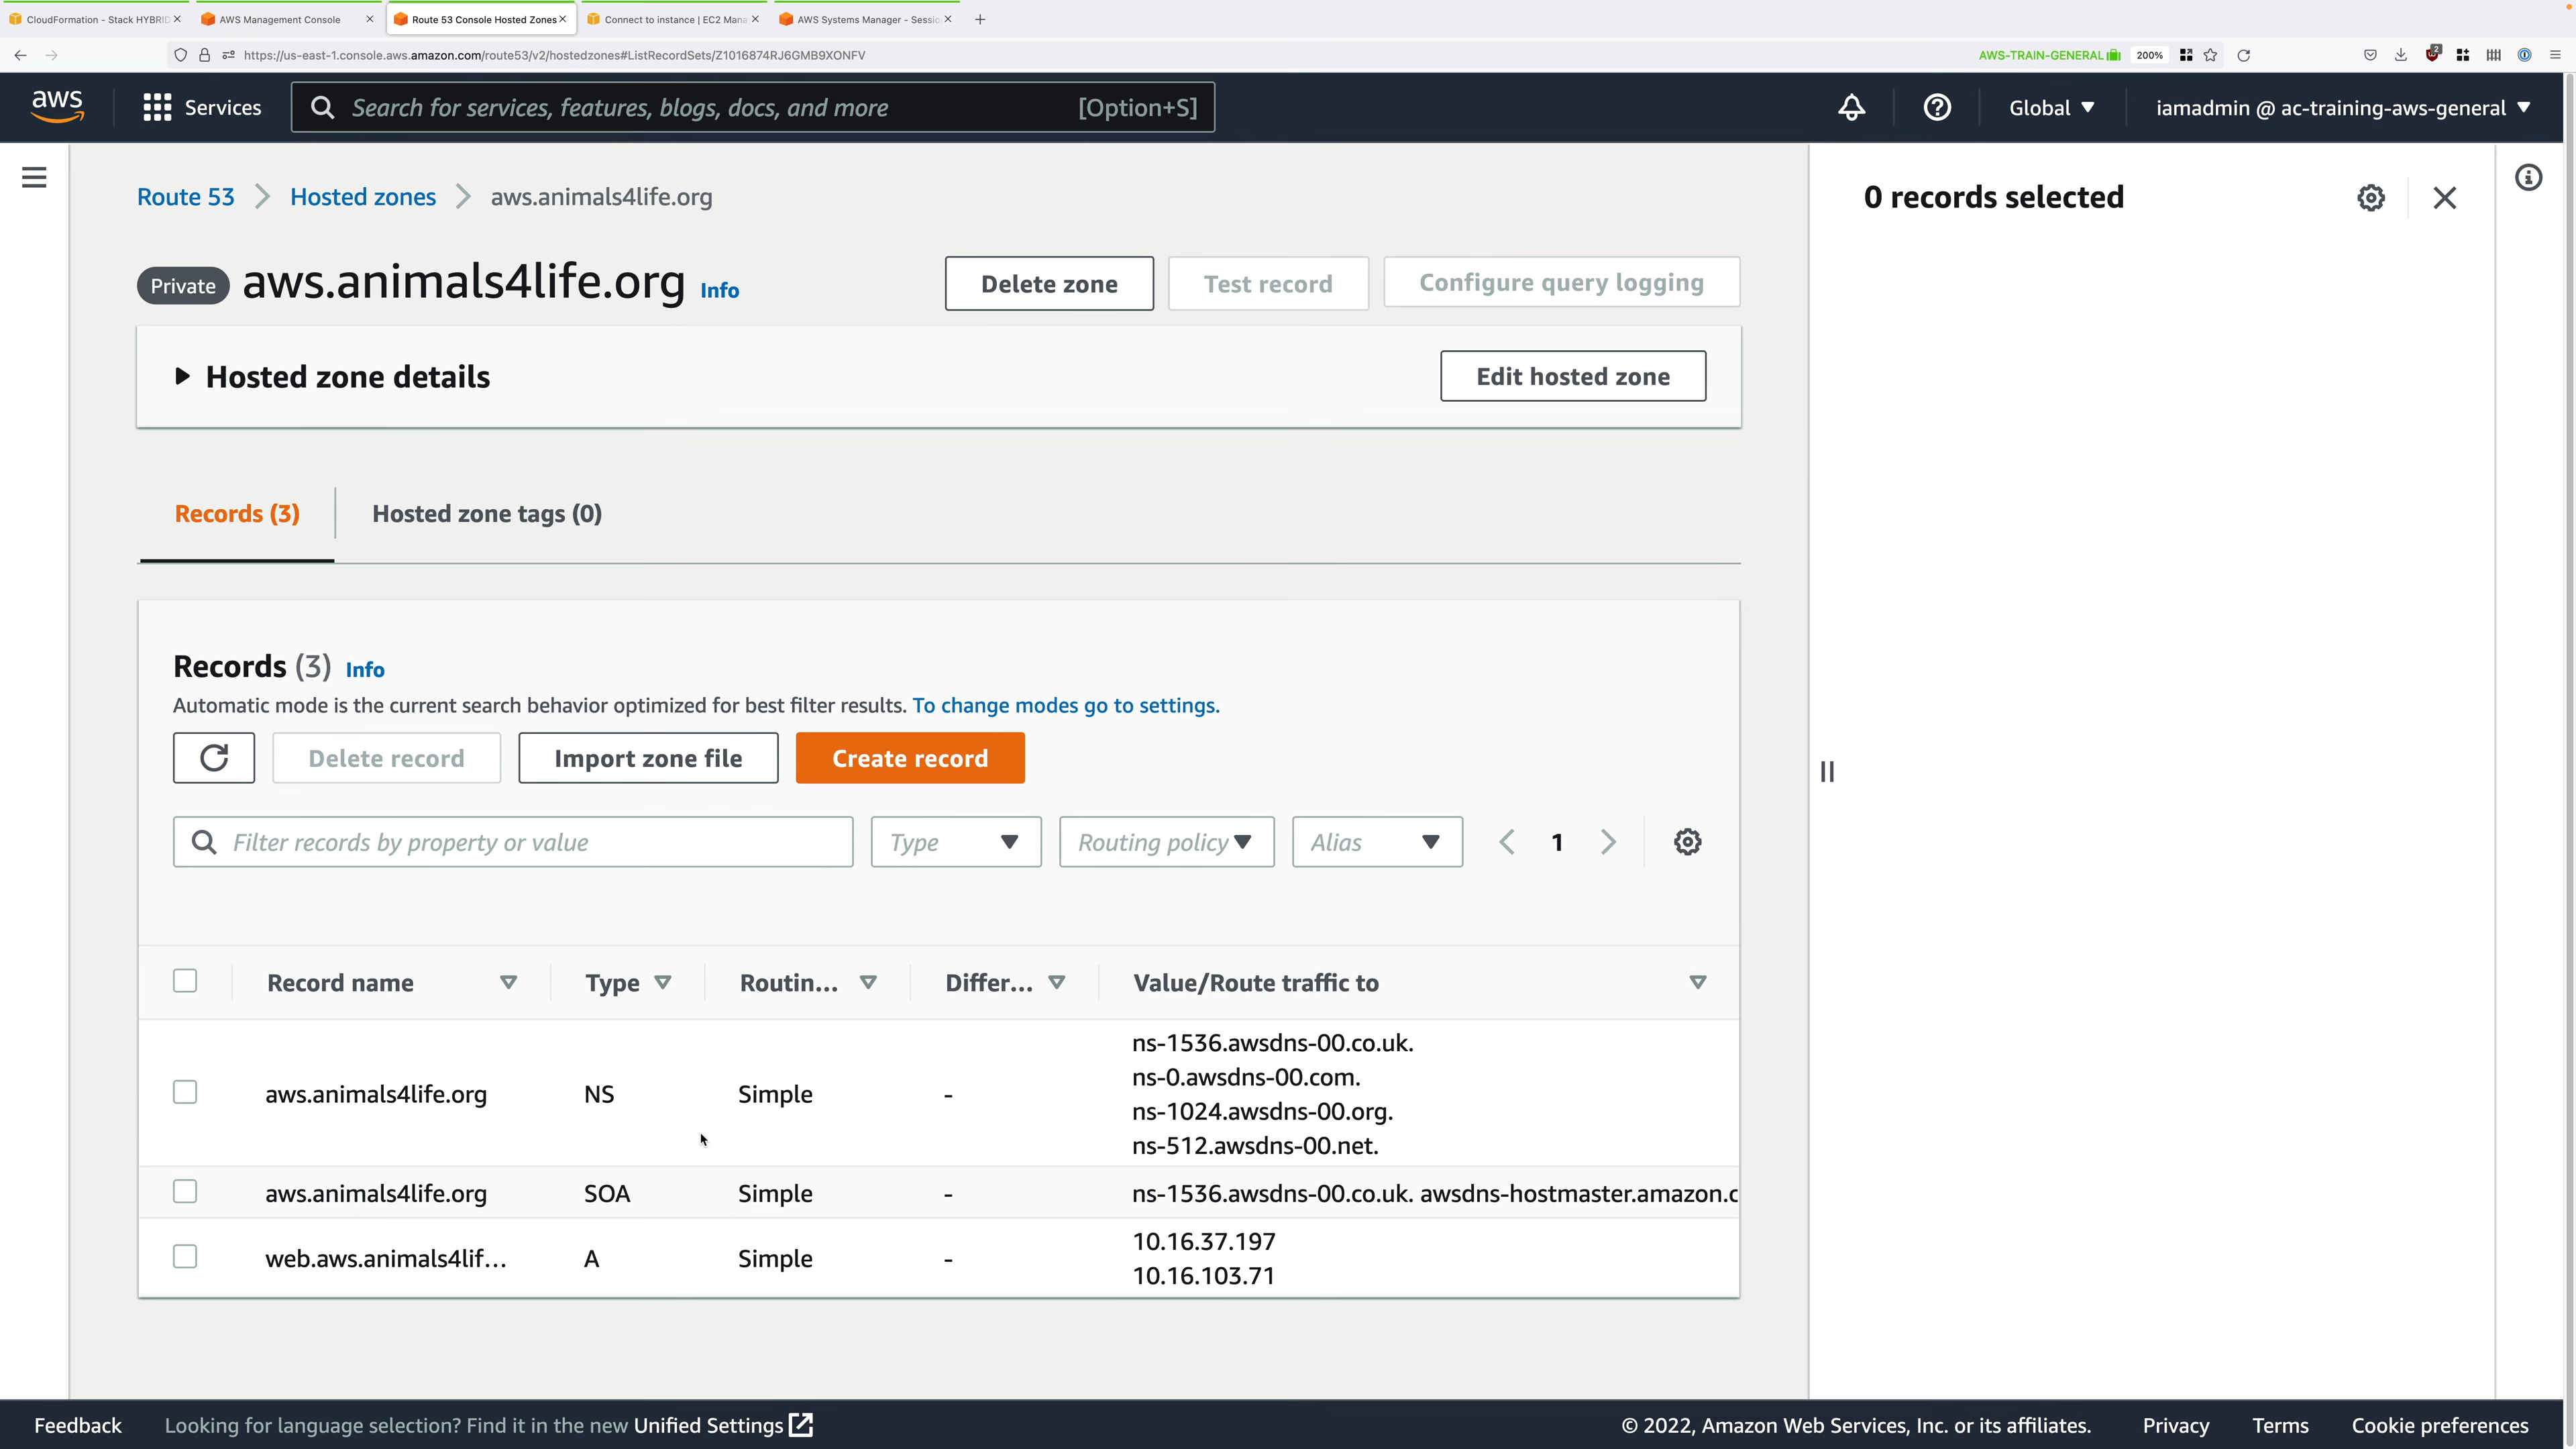 CloudFormation - Stack HYBRID
AWS Management Console
Route 53 Console Hosted Zones
Connect to instance | EC2 Mana
AWS Systems Manager - Sessio
https://us-east-1.console.aws.amazon.com/route53/v2/hostedzones#ListRecordSets/Z1016874RJ6GMB9XONFV
AWS-TRAIN-GENERAL
200%
2
aws
Services
Search for services, features, blogs, docs, and more
[Option+S]
Global
iamadmin @ ac-training-aws-general
Route 53
Hosted zones
aws.animals4life.org
0 records selected
Private
aws.animals4life.org
Info
Delete zone
Test record
Configure query logging
Hosted zone details
Edit hosted zone
Records (3)
Hosted zone tags (0)
Records (3) Info
Automatic mode is the current search behavior optimized for best filter results. To change modes go to settings.
Delete record
Import zone file
Create record
Filter records by property or value
Type
Routing policy
Alias
1
Record name
Type
Routin...
Differ...
Value/Route traffic to
aws.animals4life.org
NS
Simple
-
ns-1536.awsdns-00.co.uk.
ns-0.awsdns-00.com.
ns-1024.awsdns-00.org.
ns-512.awsdns-00.net.
aws.animals4life.org
SOA
Simple
-
ns-1536.awsdns-00.co.uk. awsdns-hostmaster.amazon.c
web.aws.animals4lif...
A
Simple
-
10.16.37.197
10.16.103.71
Feedback
Looking for language selection? Find it in the new Unified Settings
© 2022, Amazon Web Services, Inc. or its affiliates.
Privacy
Terms
Cookie preferences